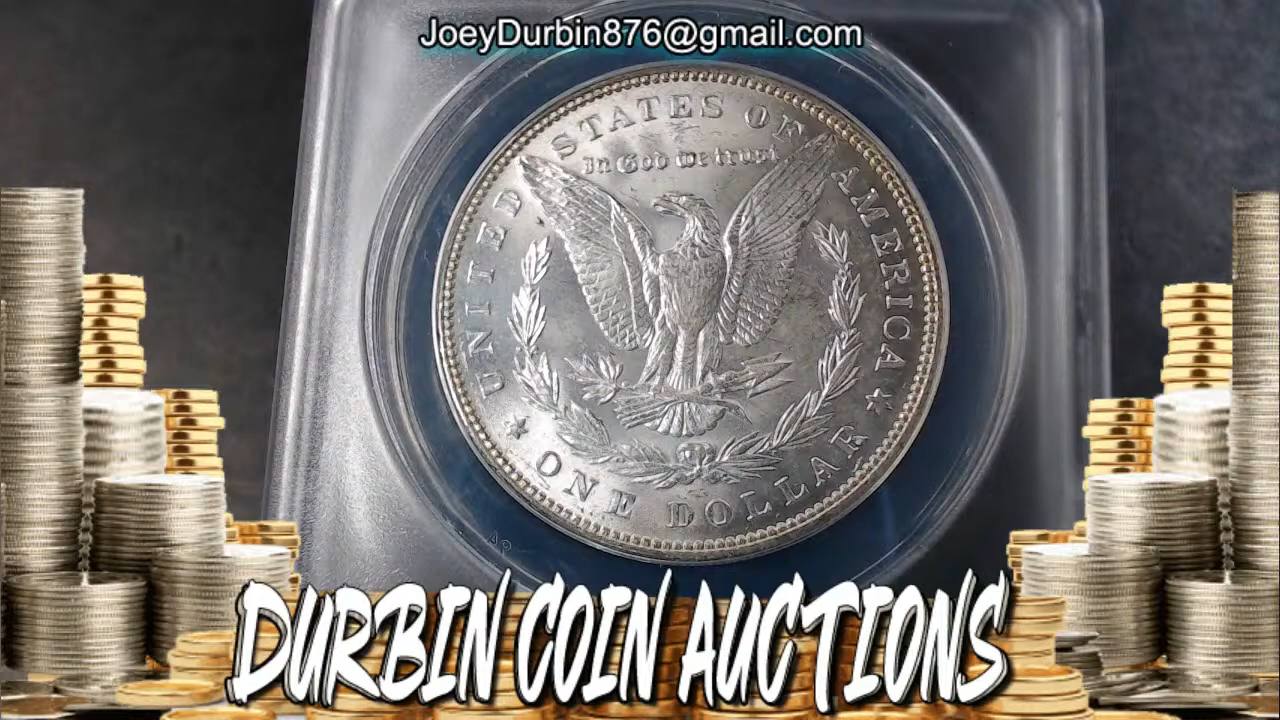 JoeyDurbin876@gmail.com
STATES OF
In God we trust
UNITED
AMERICA
ONE DOLLAR
DURBIN COIN AUCTIONS